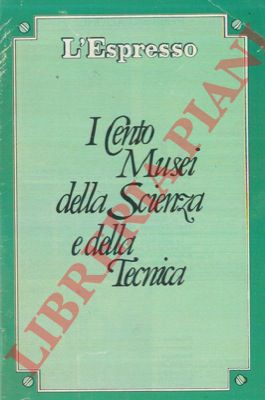 L'Espresso
I Cento
Musei
della Scienza
e della
Tecnica
LIBRERIA PIANI